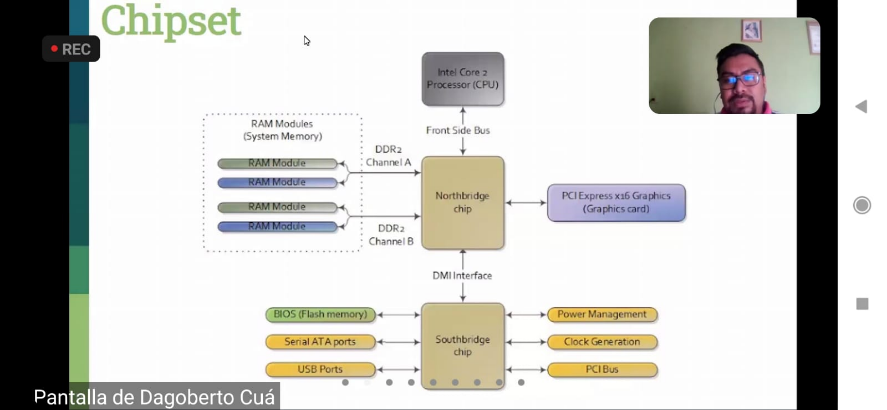 Chipset
REC
Intel Core 2
Processor (CPU)
Front Side Bus
RAM Modules
(System Memory)
RAM Module
RAM Module
RAM Module
RAM Module
DDR2
Channel A
DDR2
Channel B
Northbridge
chip
PCI Express x16 Graphics
(Graphics card)
DMI Interface
BIOS (Flash memory)
Serial ATA ports
USB Ports
Southbridge
chip
Power Management
Clock Generation
PCI Bus
Pantalla de Dagoberto Cuá